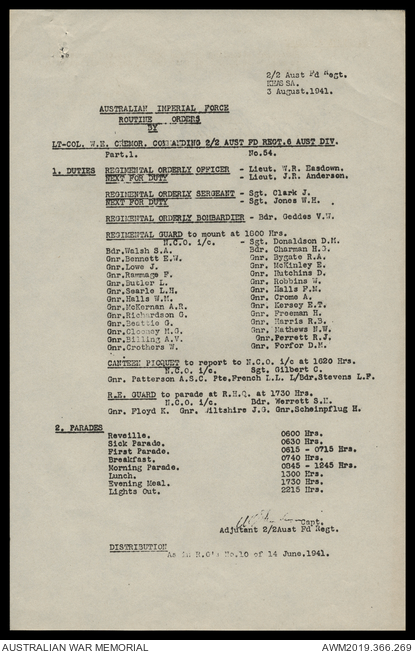 2/2 Aust Fd Regt.
KHASSA.
3 August.1941.
AUSTRALIAN IMPERIAL FORCE
ROUTINE ORDERS
BY
LT-COL. W.E. CREMOR. COMMANDING 2/2 AUST FD REGT.6 AUST DIV.
Part.1. No.54.
1. DUTIES REGIMENTAL ORDERLY OFFICER - Lieut. W.R. Easdown.
NEXT FOR DUTY - Lieut. J.R. Anderson.
REGIMENTAL ORDERLY SERGEANT - Sgt. Clark J.
NEXT FOR DUTY - Sgt. Jones W.H.
REGIMENTAL ORDERLY BOMBARDIER - Bdr. Geddes V.W.
REGIMENTAL GUARD to mount at 1800 Hrs.
N.C.O. i/c. - Sgt. Donaldson D.M.
Bdr.Walsh S.A. Bdr. Charman H.G.
Gnr.Bennett E.W. Gnr. Bygate R.A.
Gnr.Lowe J. Gnr. McKinley E.
Gnr.Rammage F. Gnr. Hutchins D.
Gnr.Butler L. Gnr. Robbins W.
Gnr.Searle L.H. Gnr. Halls F.M.
Gnr.Halls W.M. Gnr. Crome A.
Gnr.McKernan A.R. Gnr. Kersey E.T.
Gnr.Richardson G. Gnr. Freeman H.
Gnr.Beattie G. Gnr. Harris R.B.
Gnr.Cloesey M.G. Gnr. Mathews N.W.
Gnr.Billing A.V. Gnr.Perrett R.J.
Gnr.Crothers W. Gnr. Forfor D.M.
CANTEEN PICQUET to report to N.C.O. i/c at 1620 Hrs.
N.C.O. i/c. Sgt. Gilbert C.
Gnr. Patterson A.S.C. Pte.French L.L. L/Bdr.Stevens L.F.
R.E. GUARD to parade at R.H.Q. at 1730 Hrs.
N.C.O. i/c. Bdr. Werrett S.M.
Gnr. Floyd K. Gnr. Wiltshire J.G. Gnr.Scheinpflug H.
2. PARADES
Reveille. 0600 Hrs.
Sick Parade. 0630 Hrs.
First Parade. 0615 - 0715 Hrs.
Breakfast. 0740 Hrs.
Morning Parade. 0845 - 1245 Hrs.
Lunch. 1300 Hrs.
Evening Meal. 1730 Hrs.
Lights Out. 2215 Hrs.
Capt.
Adjutant 2/2Aust Fd Regt.
DISTRIBUTION
As in R.O's No.10 of 14 June.1941.
AUSTRALIAN WAR MEMORIAL AWM2019.366.269